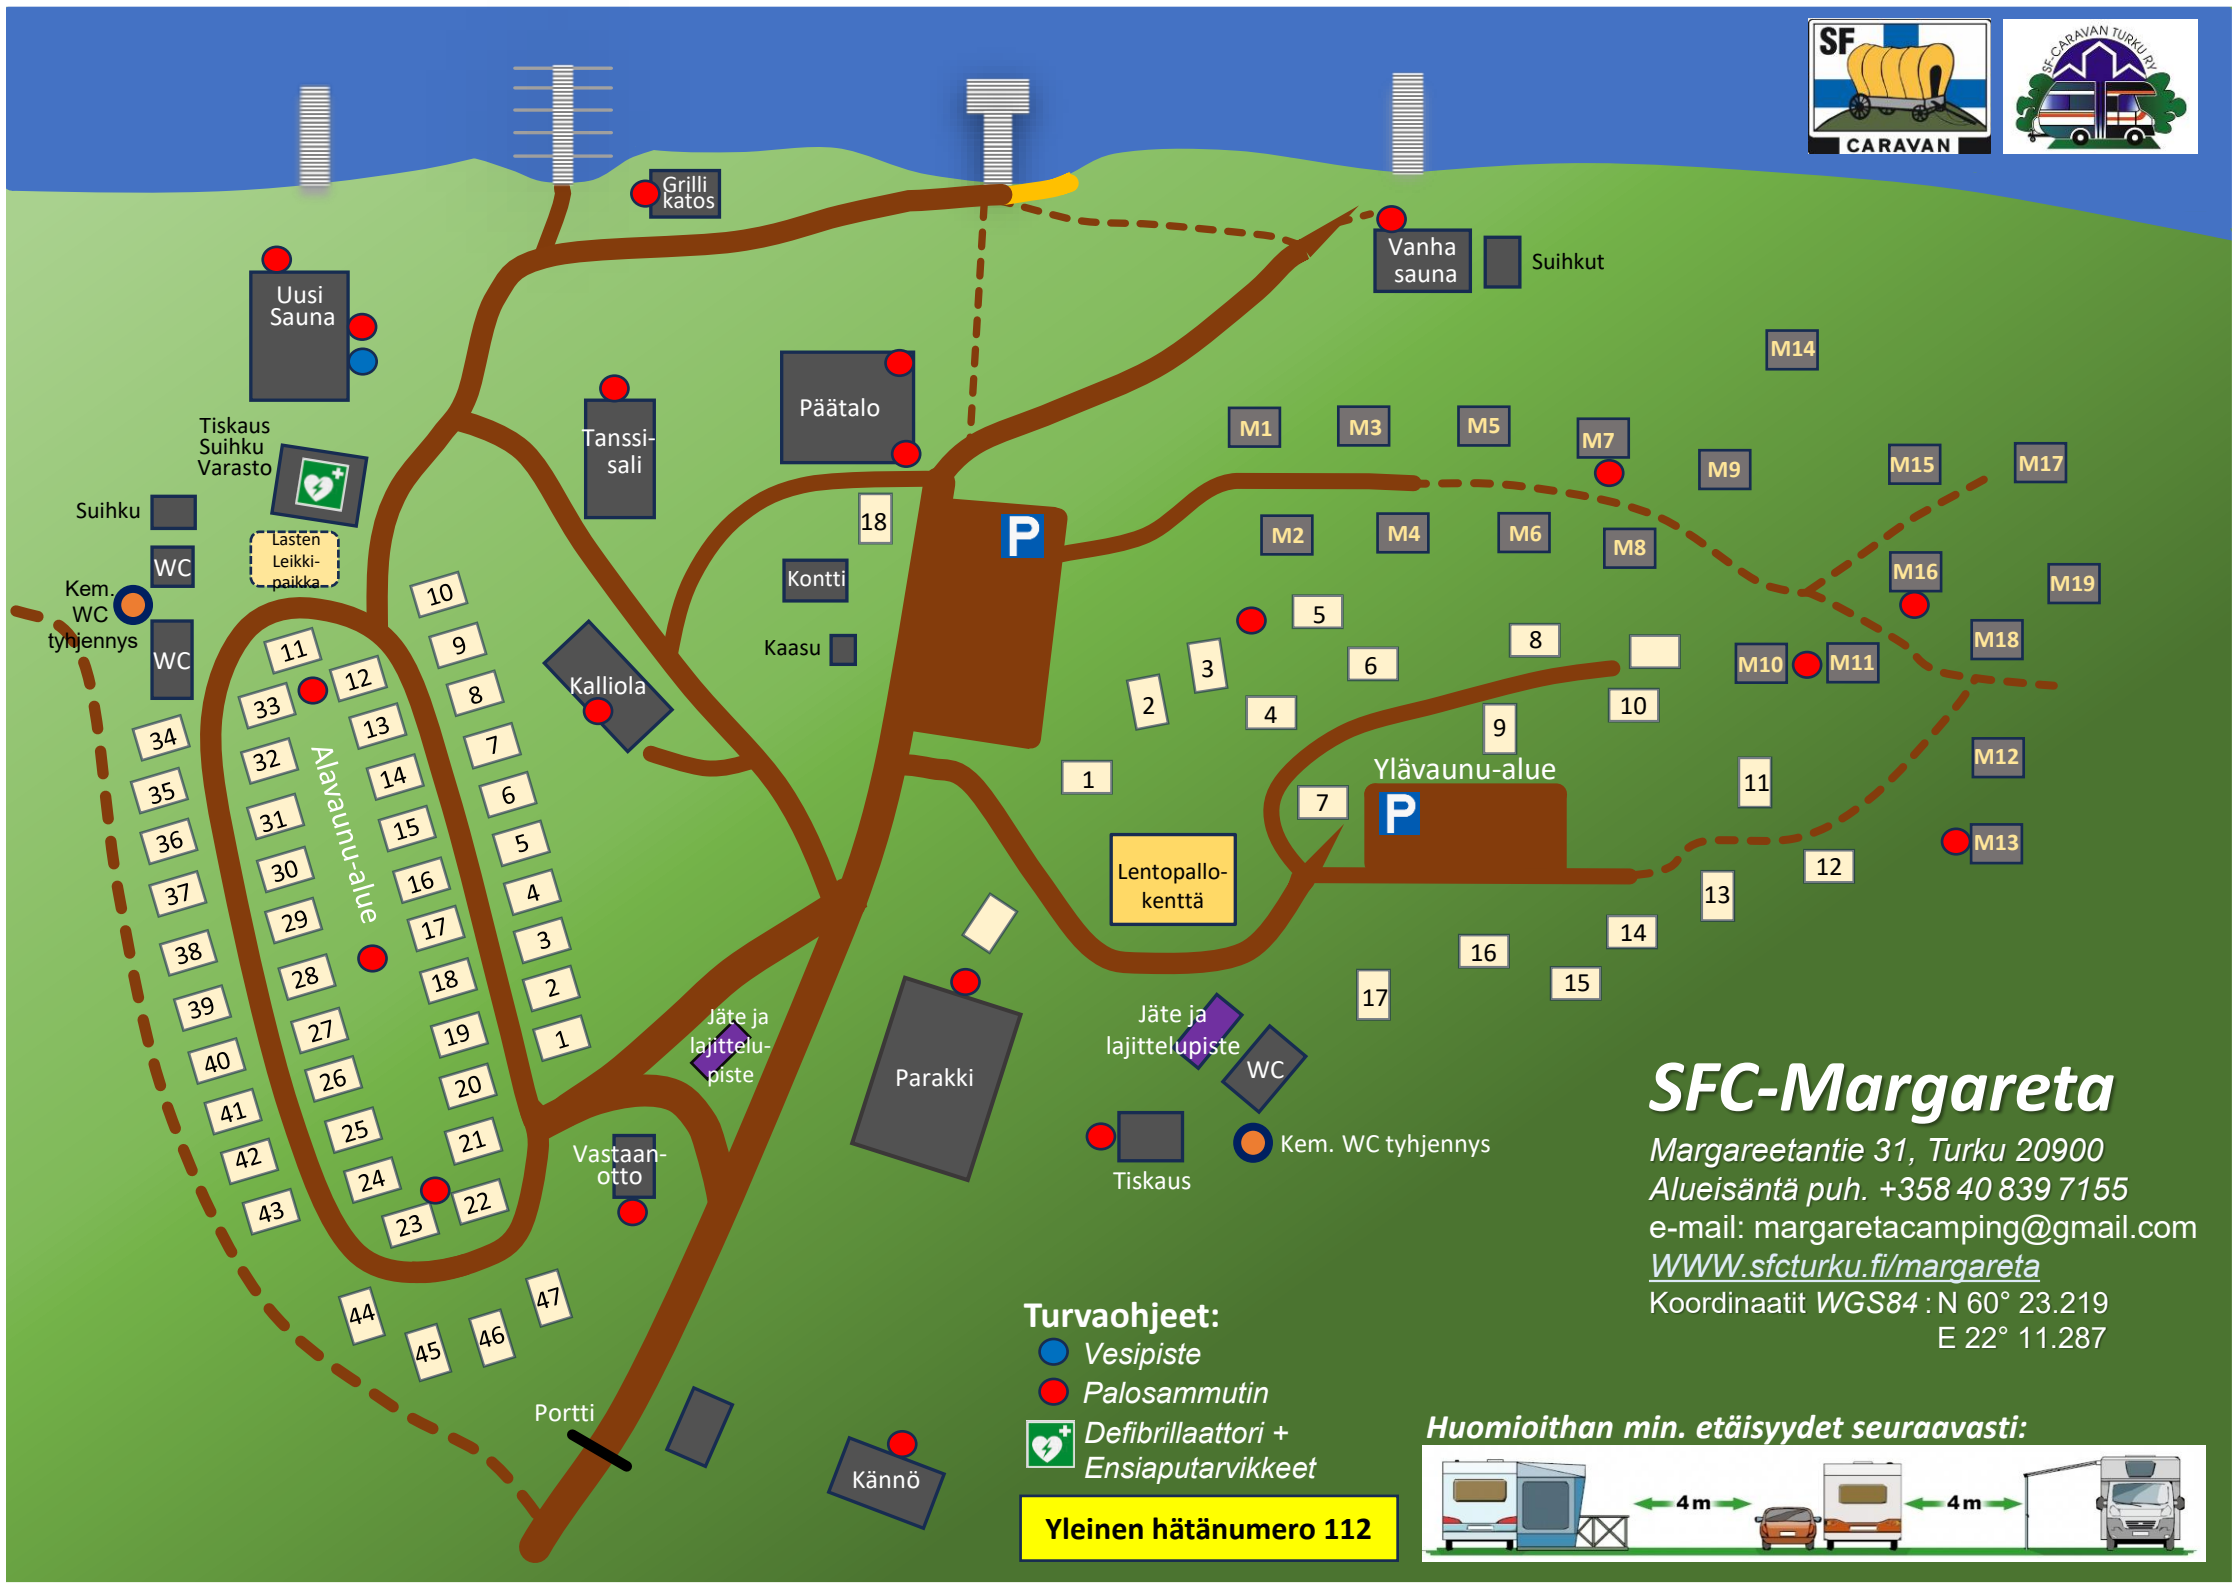 SF
CARAVAN
SF-CARAVAN TURKU RY
Grilli
katos
Vanha
sauna
Suihkut
Uusi
Sauna
Tiskaus
Suihku
Varasto
Suihku
WC
Kem.
WC
tyhjennys
WC
Lasten
Leikki-
paikka
Tanssi-
sali
Päätalo
18
Kontti
Kaasu
Kalliola
P
M1
M3
M5
M7
M9
M14
M15
M17
M2
M4
M6
M8
M16
M19
M10
M11
M18
M12
M13
10
9
8
7
6
5
4
3
2
1
11
12
13
14
15
16
17
18
19
20
21
22
23
24
25
26
27
28
29
30
31
32
33
Alavaunu-alue
34
35
36
37
38
39
40
41
42
43
44
45
46
47
1
2
3
4
5
6
7
8
9
10
11
12
13
14
15
16
17
Ylävaunu-alue
P
Lentopallo-
kenttä
Jäte ja
lajittelu-
piste
Vastaan-
otto
Parakki
Jäte ja
lajittelupiste
WC
Tiskaus
Kem. WC tyhjennys
Portti
Kännö
SFC-Margareta
Margareetantie 31, Turku 20900
Alueisäntä puh. +358 40 839 7155
e-mail: margaretacamping@gmail.com
WWW.sfcturku.fi/margareta
Koordinaatit WGS84 : N 60° 23.219
E 22° 11.287
Turvaohjeet:
Vesipiste
Palosammutin
Defibrillaattori +
Ensiaputarvikkeet
Yleinen hätänumero 112
Huomioithan min. etäisyydet seuraavasti:
4m
4m